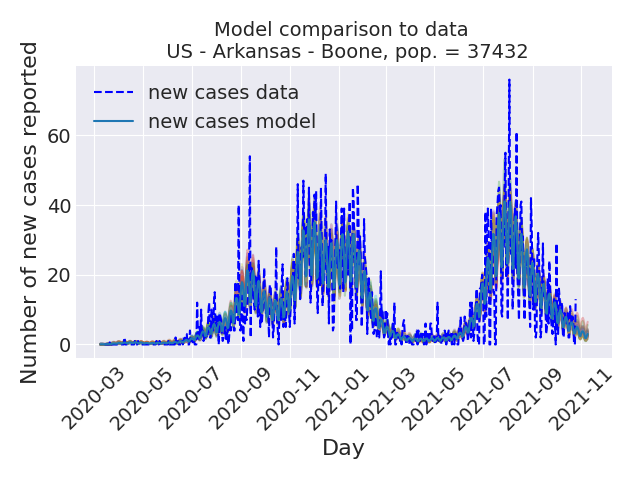 Model comparison to data
US - Arkansas - Boone, pop. = 37432
new cases data
new cases model
Number of new cases reported
60
40
20
0
2020-03
2020-05
2020-07
2020-09
2020-11
2021-01
2021-03
2021-05
2021-07
2021-09
2021-11
Day